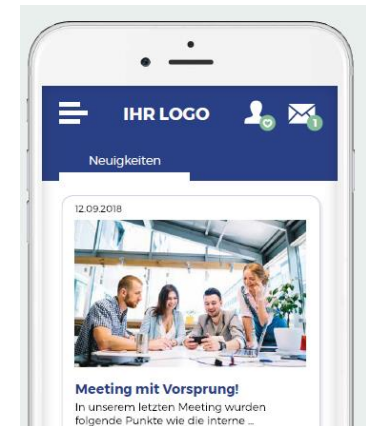 IHR LOGO
1
Neuigkeiten
12.09.2018
Meeting mit Vorsprung!
In unserem letzten Meeting wurden
folgende Punkte wie die interne ...